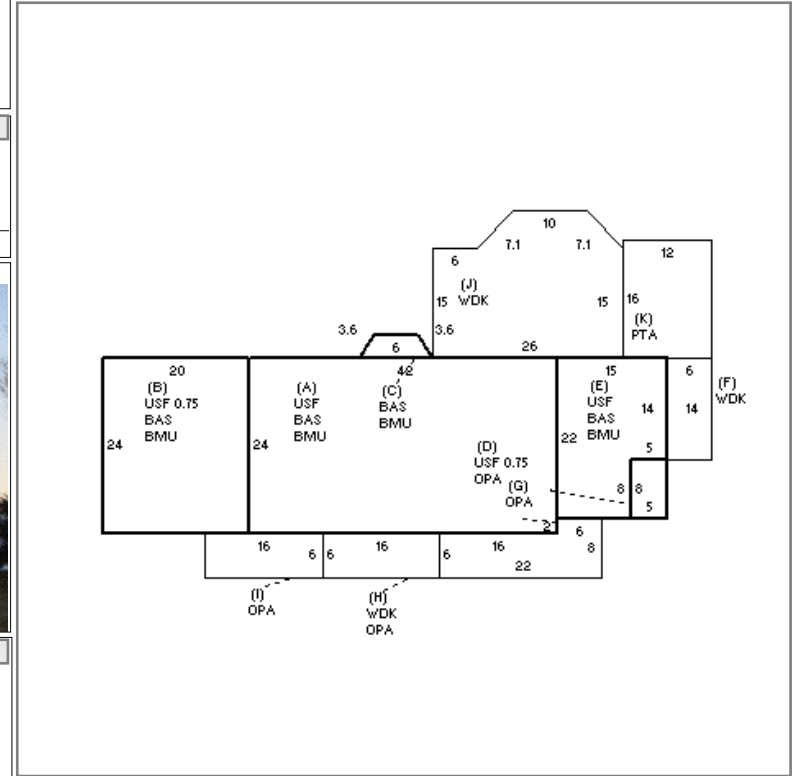 10
7.1 7.1
6
12
(J)
WDK
15 15 16
(K)
PTA
3.6 3.6
6
26
20
42
15
6
(B)
USF 0.75
BAS
BMU
(A)
USF
BAS
BMU
(C)
BAS
BMU
(E)
USF
BAS
BMU
(F)
WDK
14 14
24 24
22
5
(D)
USF 0.75
OPA
(G)
OPA
8 8
5
2
6
8
16 6 6 16 6 16
22
(I)
OPA
(H)
WDK
OPA